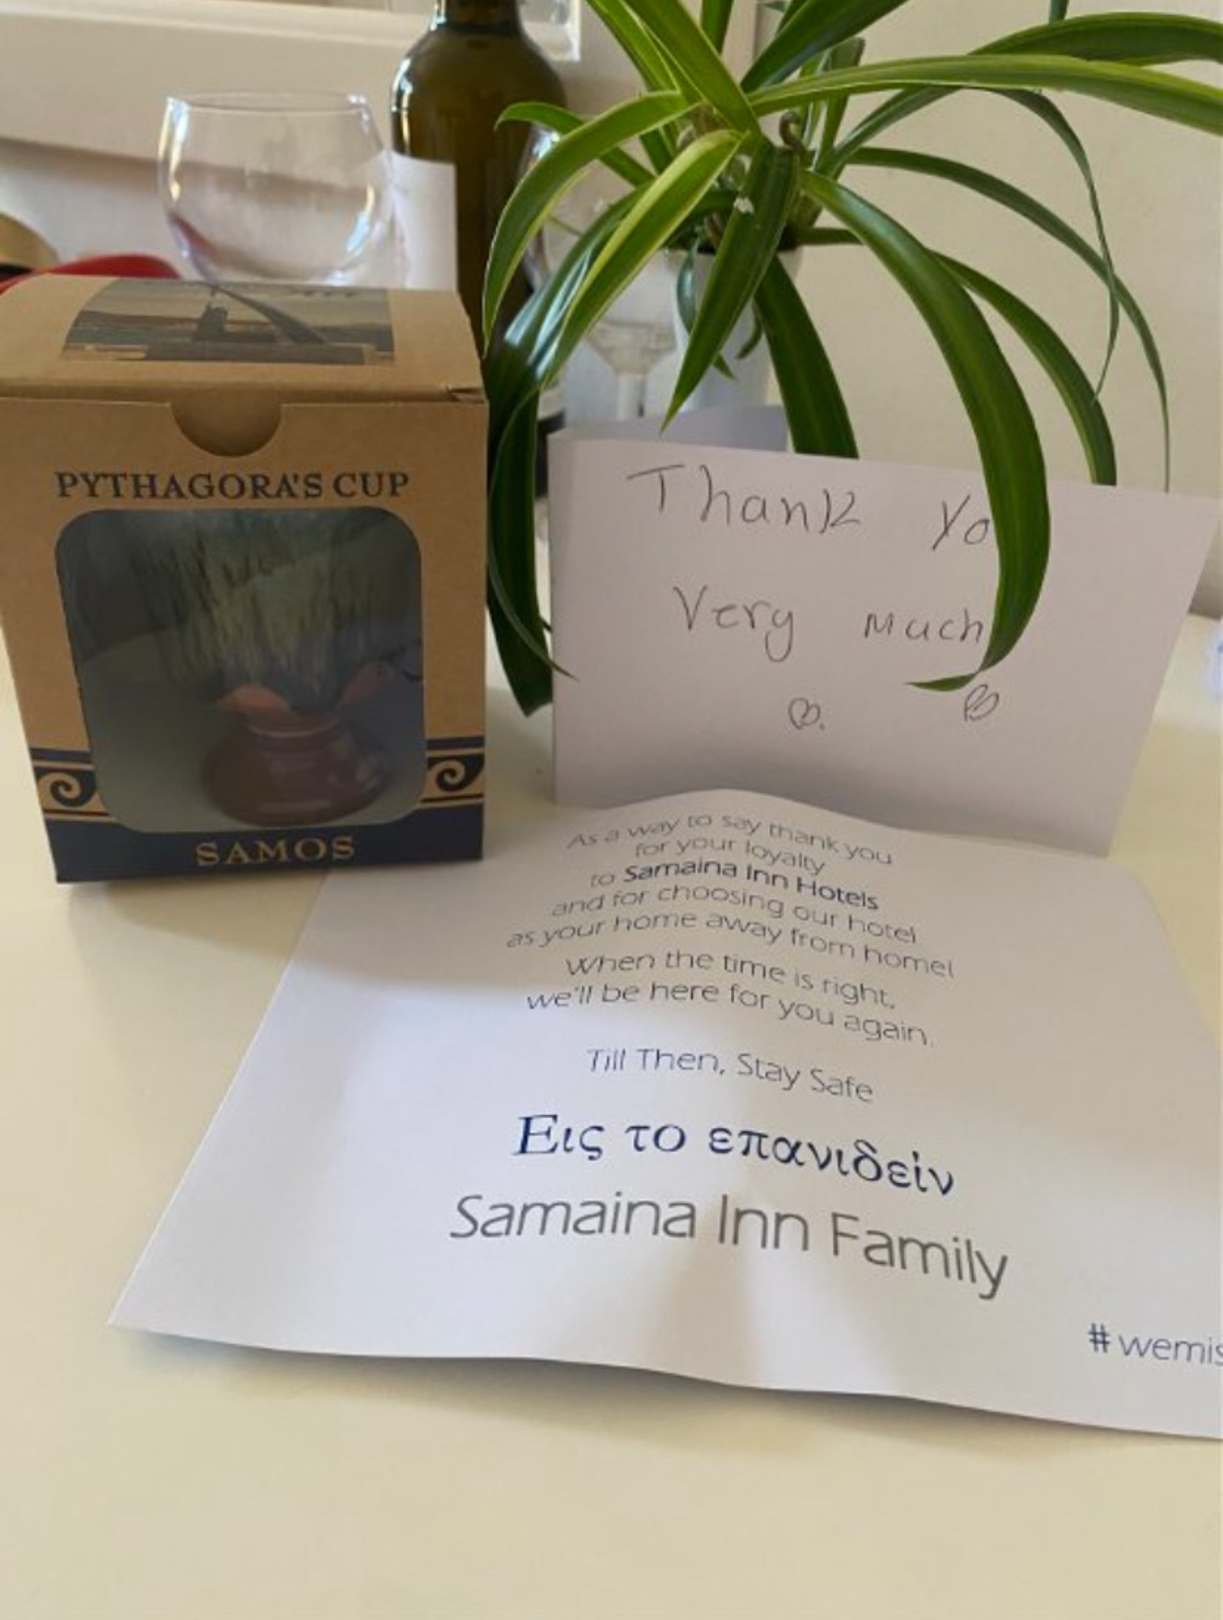 PYTHAGORA'S CUP
SAMOS
Thank Yo
Very much
As a way to say thank you
for your loyalty
to Samaina Inn Hotels
and for choosing our hotel
as your home away from home!
When the time is right,
we'll be here for you again.
Till Then, Stay Safe
Εις το επανιδείν
Samaina Inn Family
#wemis